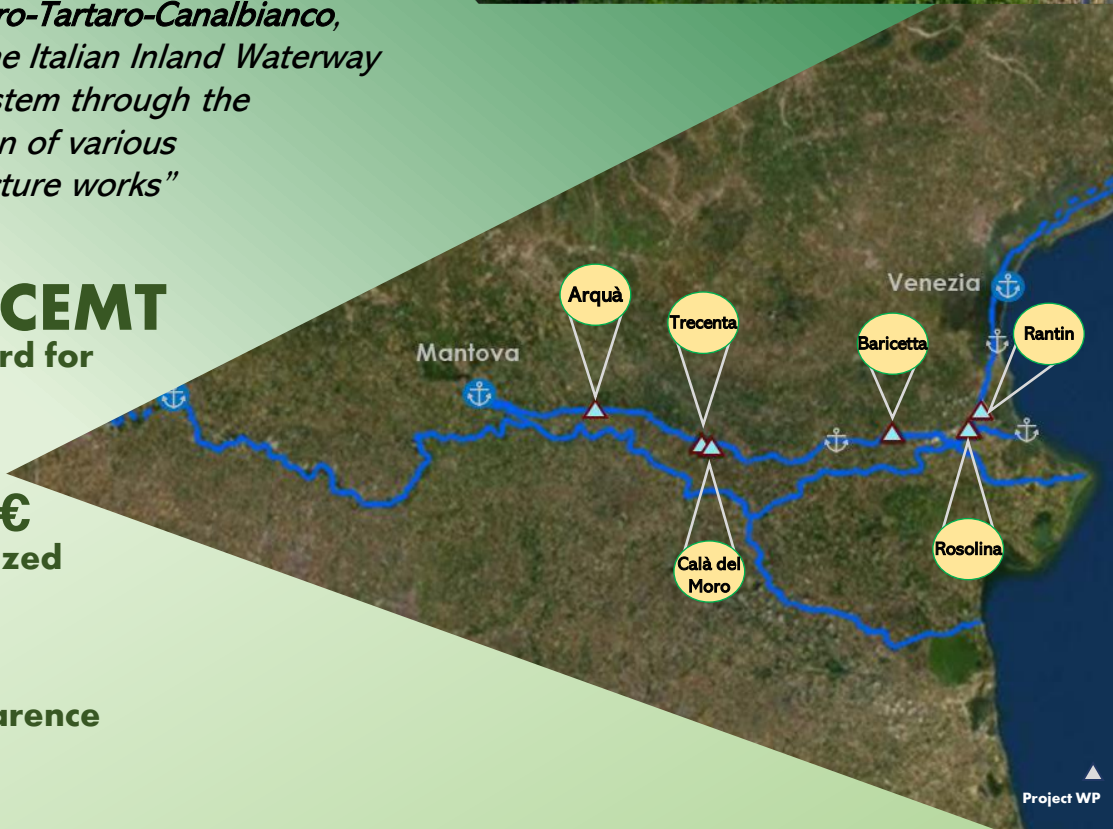 ro-Tartaro-Canalbianco,
e Italian Inland Waterway
stem through the
n of various
ture works”
CEMT
rd for
€
zed
arence
Venezia
Mantova
Arquà
Trecenta
Baricetta
Rantin
Calà del
Moro
Rosolina
Project WP